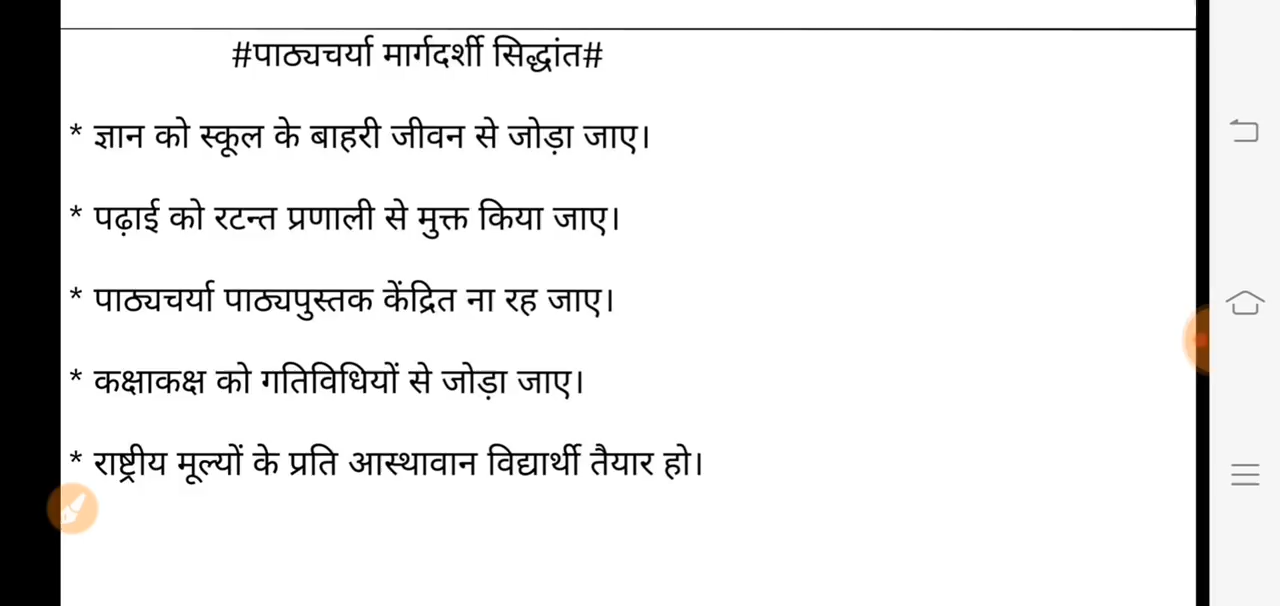 #पाठ्यचर्या मार्गदर्शी सिद्धांत#
* ज्ञान को स्कूल के बाहरी जीवन से जोड़ा जाए।
* पढ़ाई को रटन्त प्रणाली से मुक्त किया जाए।
* पाठ्यचर्या पाठ्यपुस्तक केंद्रित ना रह जाए।
* कक्षाकक्ष को गतिविधियों से जोड़ा जाए।
* राष्ट्रीय मूल्यों के प्रति आस्थावान विद्यार्थी तैयार हो।